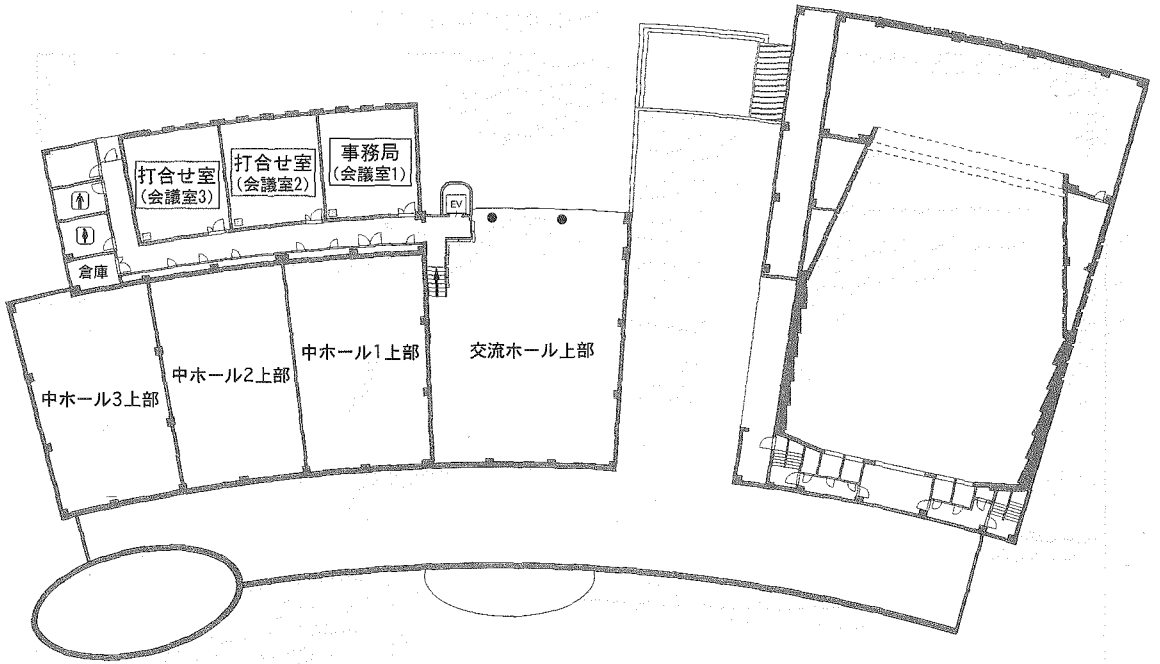 事務局
(会議室1)
打合せ室
(会議室2)
打合せ室
(会議室3)
EV
倉庫
中ホール1上部
交流ホール上部
中ホール2上部
中ホール3上部